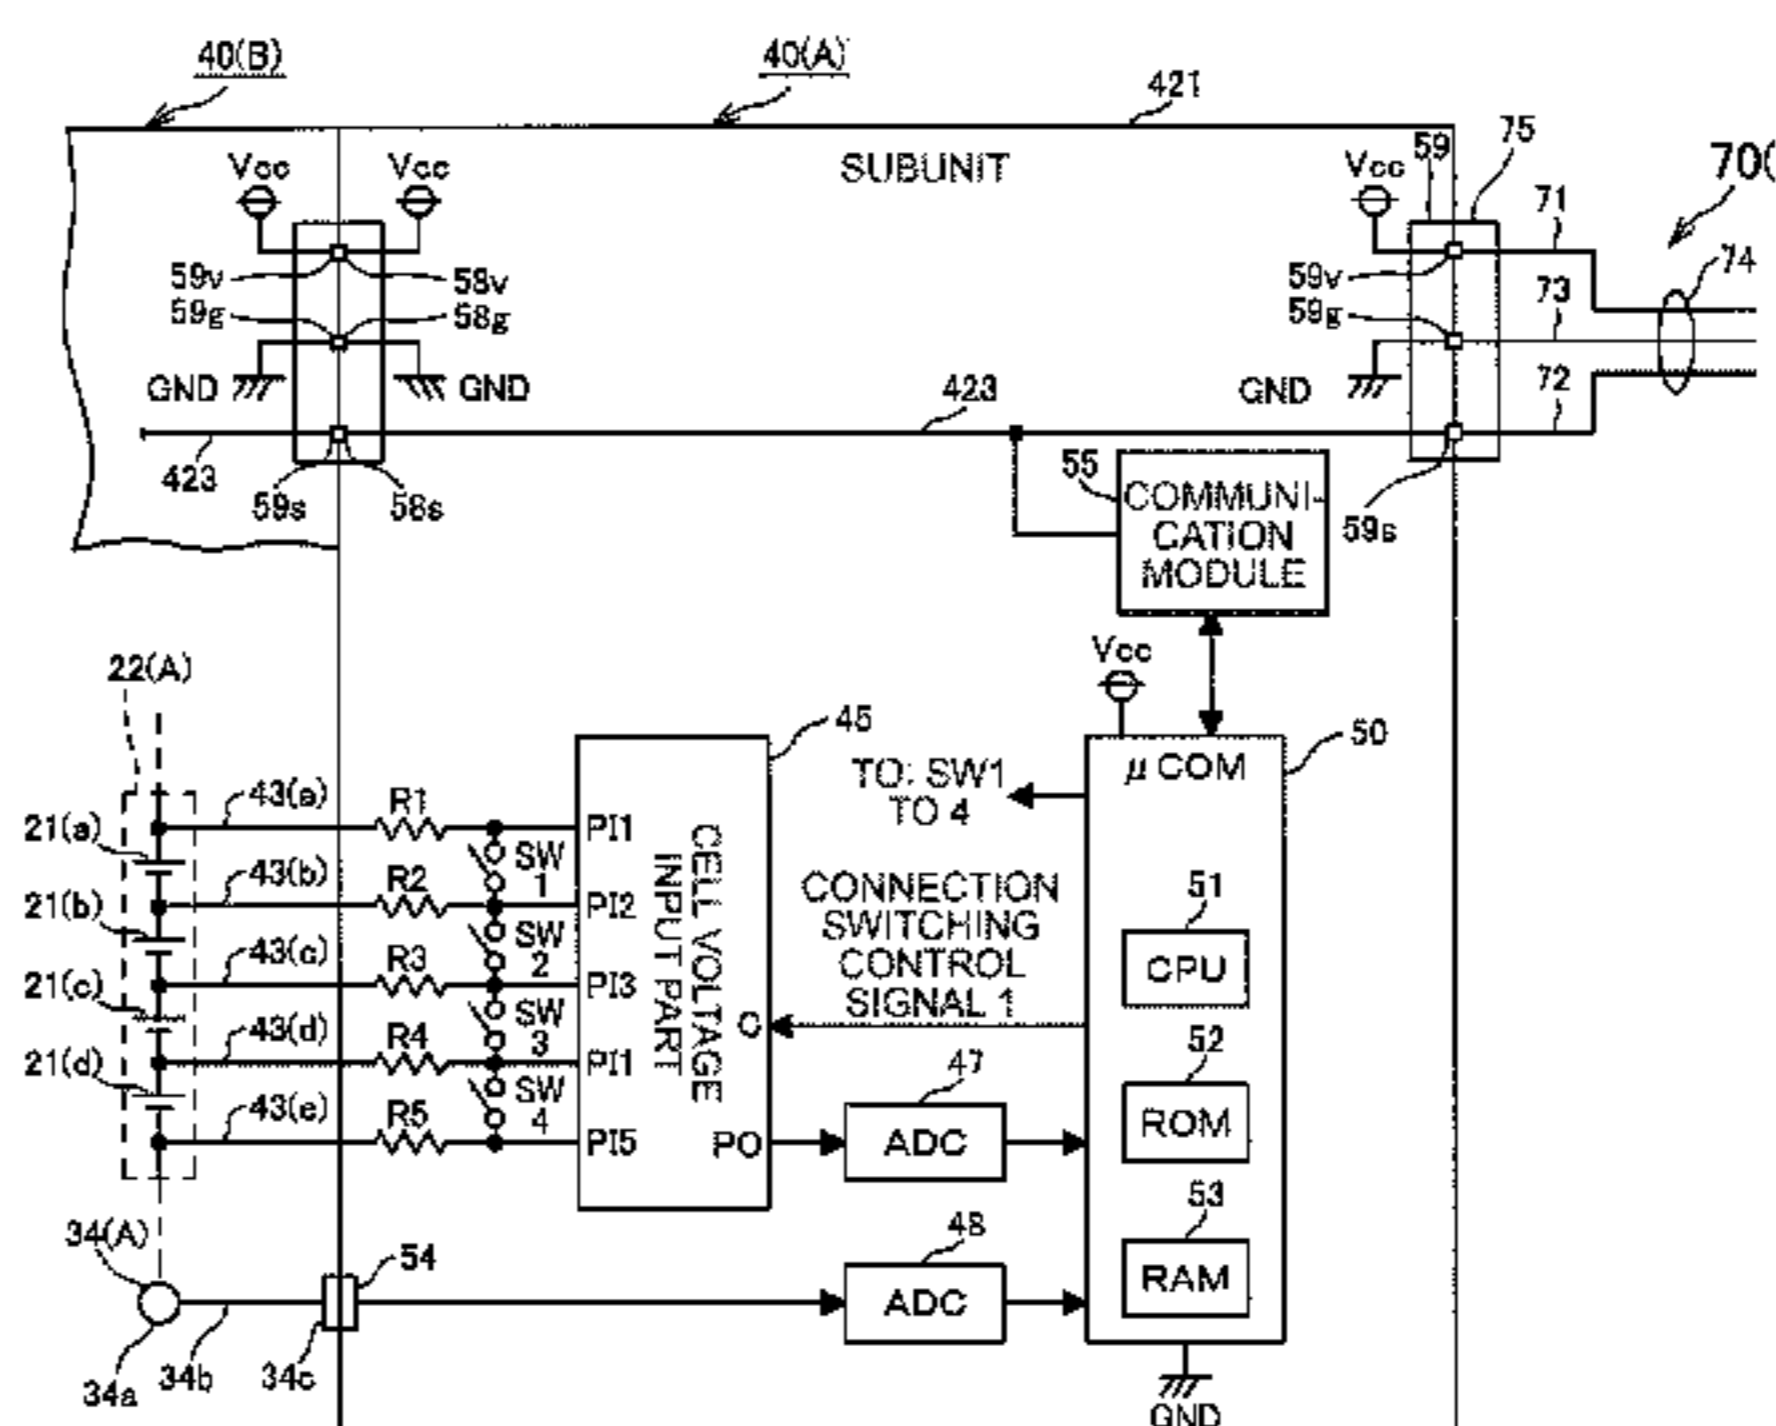 40(B)
40(A)
421
75
59
70(
Vcc
Vcc
SUBUNIT
Vcc
71
74
59v
58v
59v
73
59g
58g
59g
GND
GND
423
GND
72
423
59s
58s
55
COMMUNI-
CATION
MODULE
59s
22(A)
Vcc
45
50
TO: SW1
TO 4
μ COM
21(a)
43(a)
R1
PI1
SW
1
21(b)
43(b)
R2
PI2
SW
2
21(c)
43(c)
R3
PI3
SW
3
21(d)
43(d)
R4
PI1
SW
4
43(e)
R5
PI5
CELL VOLTAGE
INPUT PART
C
PO
CONNECTION
SWITCHING
CONTROL
SIGNAL 1
51
CPU
52
ROM
53
RAM
47
ADC
48
ADC
34(A)
54
34a
34b
34c
GND